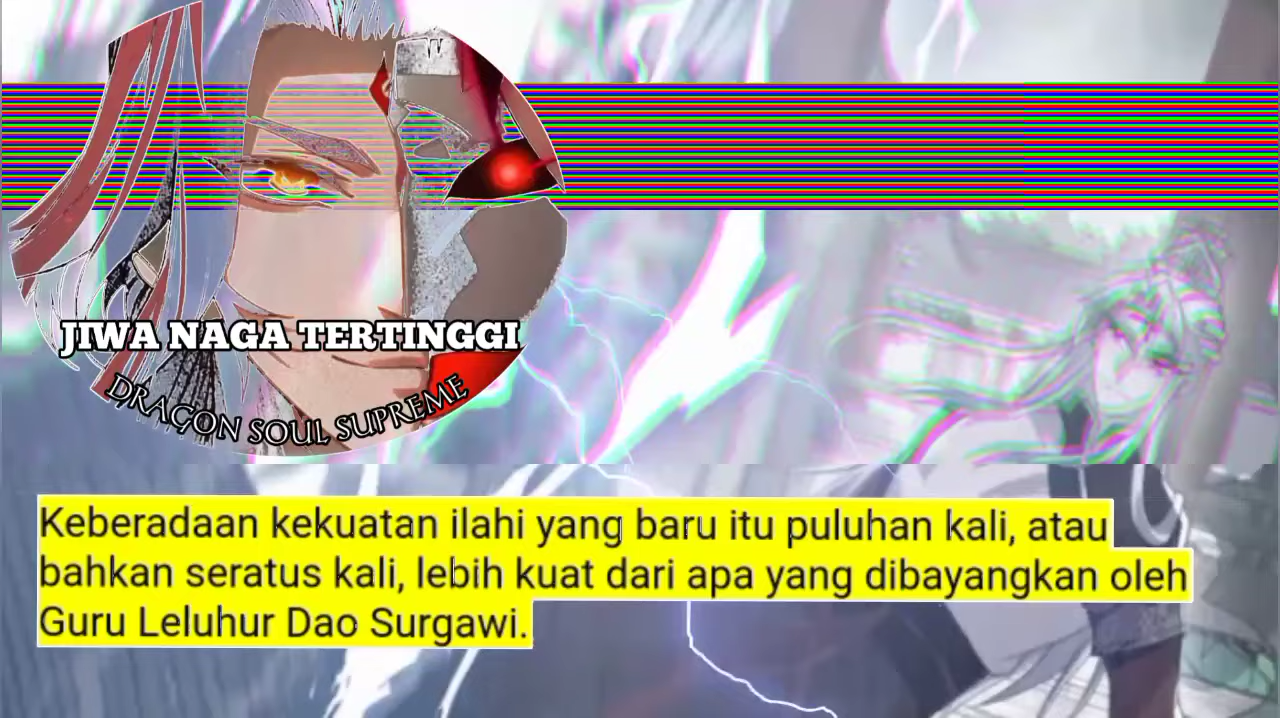 JIWA NAGA TERTINGGI
DRAGON SOUL SUPREME
Keberadaan kekuatan ilahi yang baru itu puluhan kali, atau
bahkan seratus kali, lebih kuat dari apa yang dibayangkan oleh
Guru Leluhur Dao Surgawi.